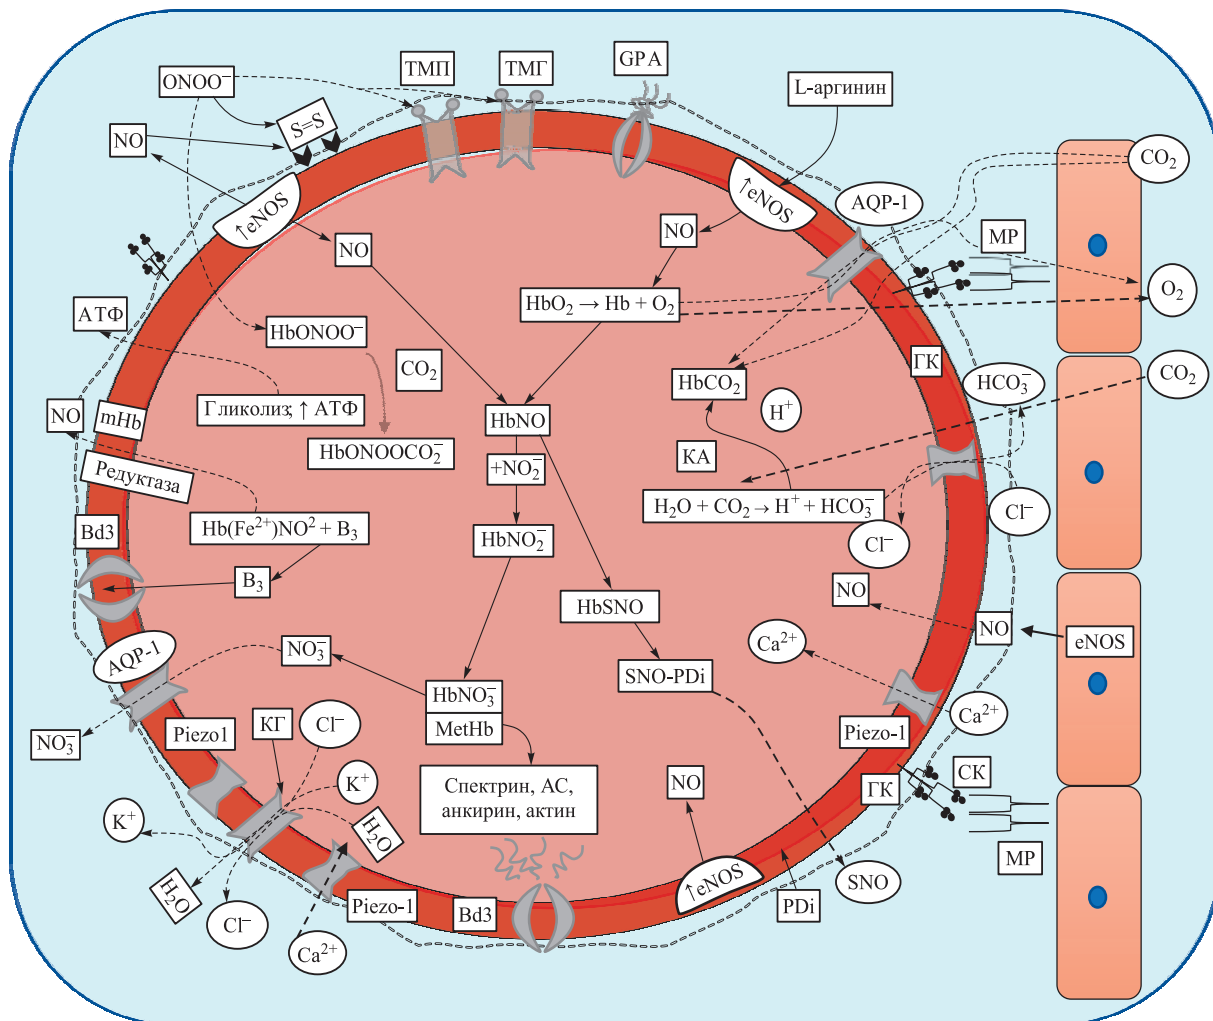 ONOO⁻
ТМП
ТМГ
GPA
L-аргинин
NO
S=S
CO₂
↑eNOS
↑eNOS
AQP-1
NO
NO
МР
HbO₂ → Hb + O₂
O₂
АТФ
HbONOO⁻
CO₂
ГК
HbCO₂
HCO₃⁻
CO₂
NO
mHb
Гликолиз; ↑ АТФ
HbNO
H⁺
HbONOOCO₂⁻
+NO₂⁻
КА
Редуктаза
H₂O + CO₂ → H⁺ + HCO₃⁻
Cl⁻
Bd3
Hb(Fe²⁺)NO² + B₃
HbNO₂⁻
Cl⁻
B₃
NO
HbSNO
NO
eNOS
AQP-1
NO₃⁻
Ca²⁺
SNO-PDi
HbNO₃⁻
MetHb
NO₃⁻
Piezo1
КГ
Cl⁻
Piezo-1
Ca²⁺
K⁺
Спектрин, АС,
анкирин, актин
NO
ГК
СК
K⁺
H₂O
МР
H₂O
Cl⁻
Piezo-1
Bd3
↑eNOS
PDi
SNO
Ca²⁺